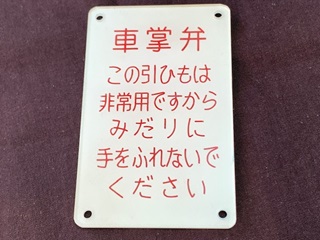 車掌弁
この引ひもは
非常用ですから
みだりに
手をふれないで
ください